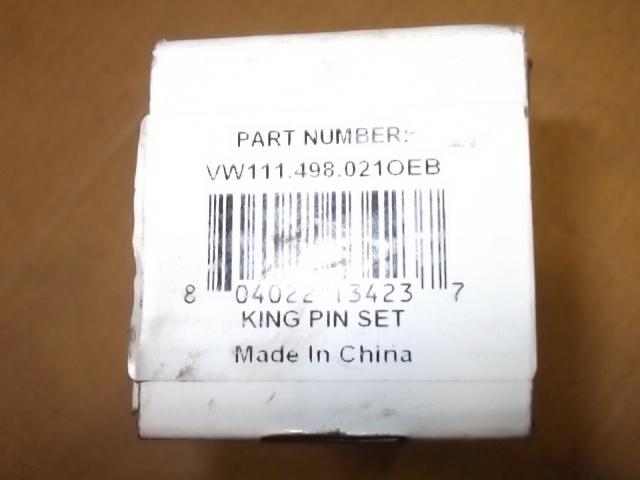 PART NUMBER:
VW111.498.021OEB
8 04022 13423 7
KING PIN SET
Made In China